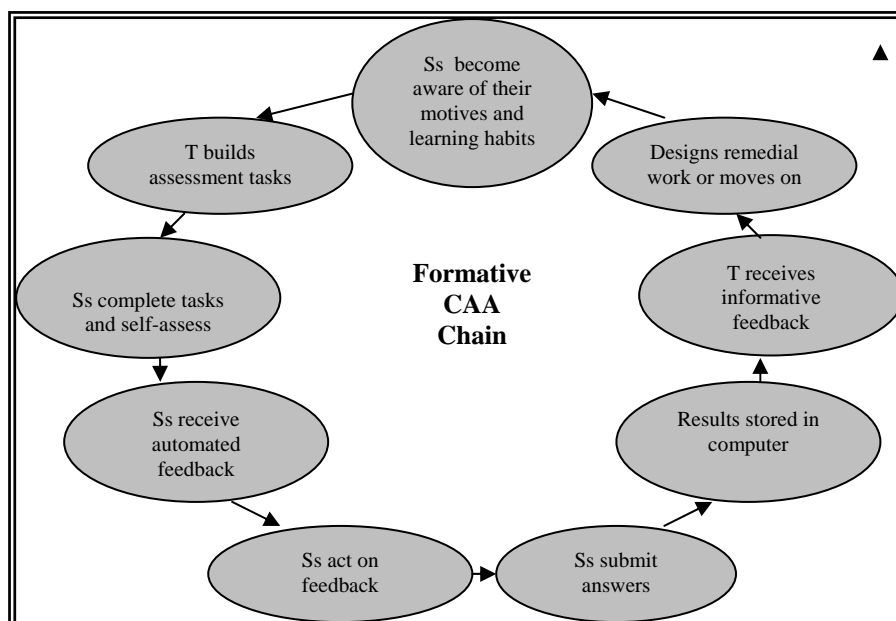 Ss become
aware of their
motives and
learning habits
T builds
assessment tasks
Ss complete tasks
and self-assess
Ss receive
automated
feedback
Ss act on
feedback
Ss submit
answers
Results stored in
computer
T receives
informative
feedback
Designs remedial
work or moves on
Formative
CAA
Chain